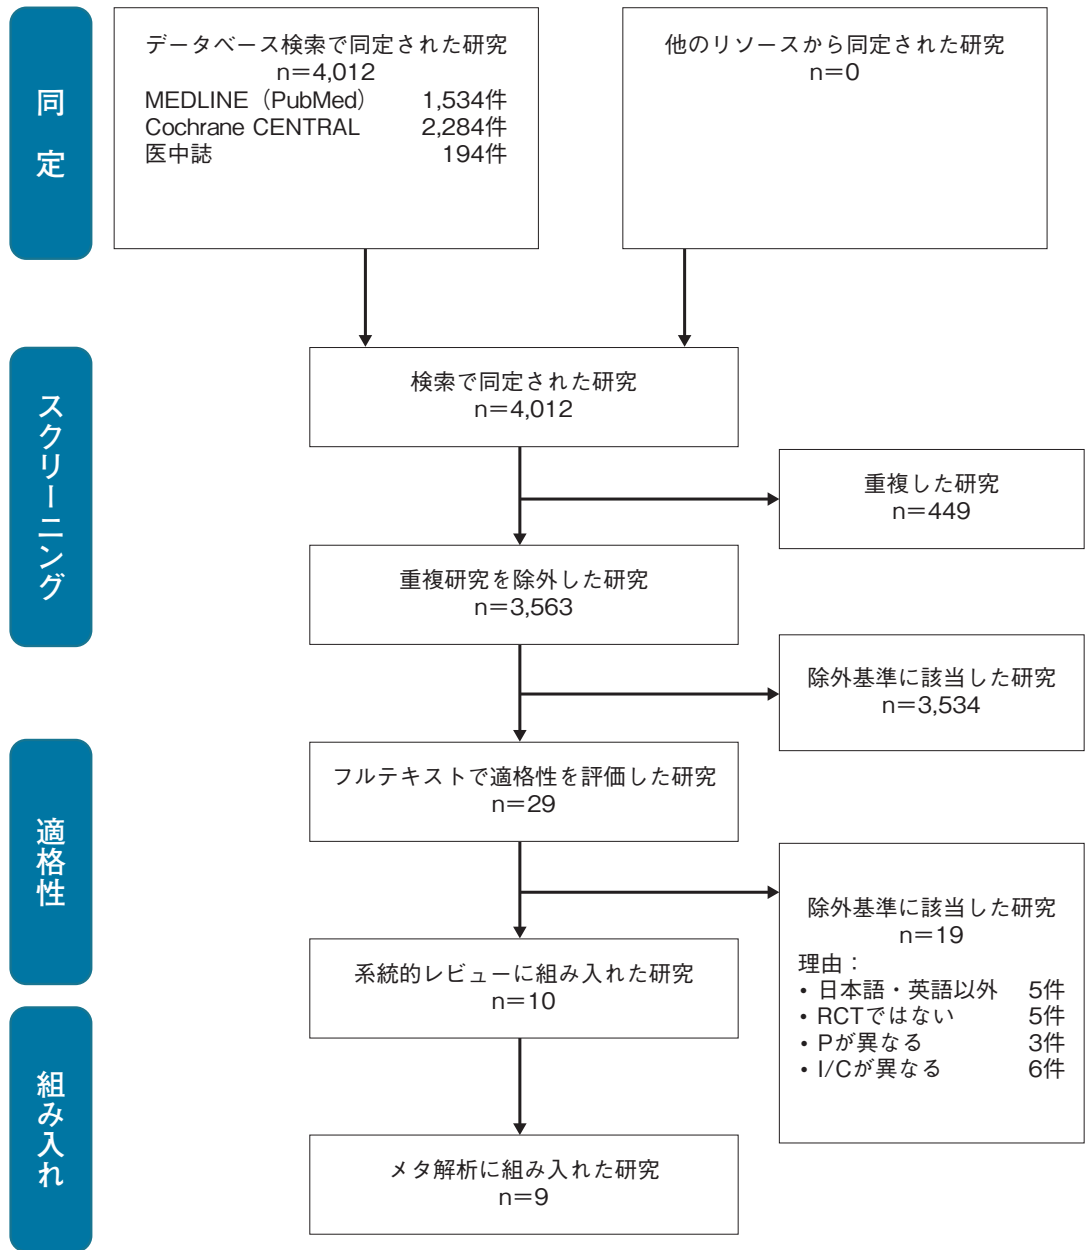 同定
データベース検索で同定された研究
n＝4,012
MEDLINE（PubMed） 1,534件
Cochrane CENTRAL 2,284件
医中誌 194件
他のリソースから同定された研究
n＝0
スクリーニング
検索で同定された研究
n＝4,012
重複した研究
n＝449
重複研究を除外した研究
n＝3,563
除外基準に該当した研究
n＝3,534
適格性
フルテキストで適格性を評価した研究
n＝29
除外基準に該当した研究
n＝19
理由：
• 日本語・英語以外 5件
• RCTではない 5件
• Pが異なる 3件
• I/Cが異なる 6件
系統的レビューに組み入れた研究
n＝10
組み入れ
メタ解析に組み入れた研究
n＝9